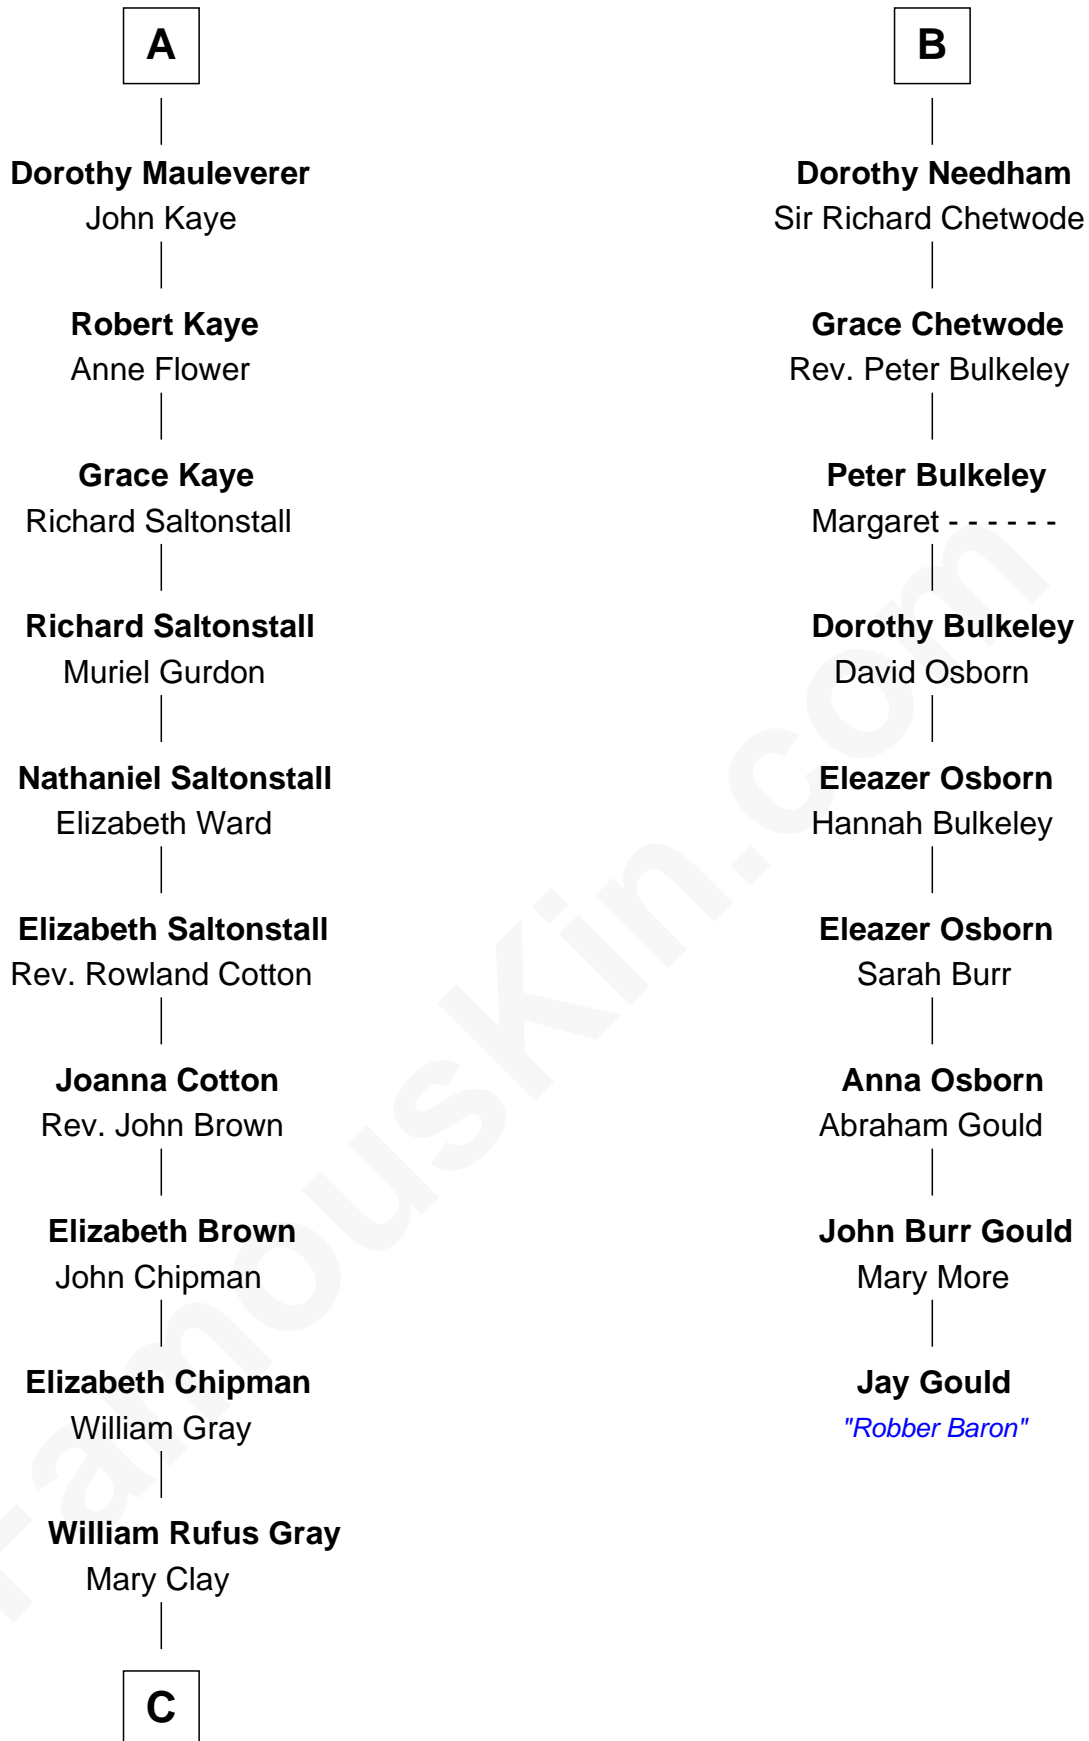 A
Dorothy Mauleverer
John Kaye
Robert Kaye
Anne Flower
Grace Kaye
Richard Saltonstall
Richard Saltonstall
Muriel Gurdon
Nathaniel Saltonstall
Elizabeth Ward
Elizabeth Saltonstall
Rev. Rowland Cotton
Joanna Cotton
Rev. John Brown
Elizabeth Brown
John Chipman
Elizabeth Chipman
William Gray
William Rufus Gray
Mary Clay
C
B
Dorothy Needham
Sir Richard Chetwode
Grace Chetwode
Rev. Peter Bulkeley
Peter Bulkeley
Margaret - - - - - -
Dorothy Bulkeley
David Osborn
Eleazer Osborn
Hannah Bulkeley
Eleazer Osborn
Sarah Burr
Anna Osborn
Abraham Gould
John Burr Gould
Mary More
Jay Gould
"Robber Baron"
FamousKin.com